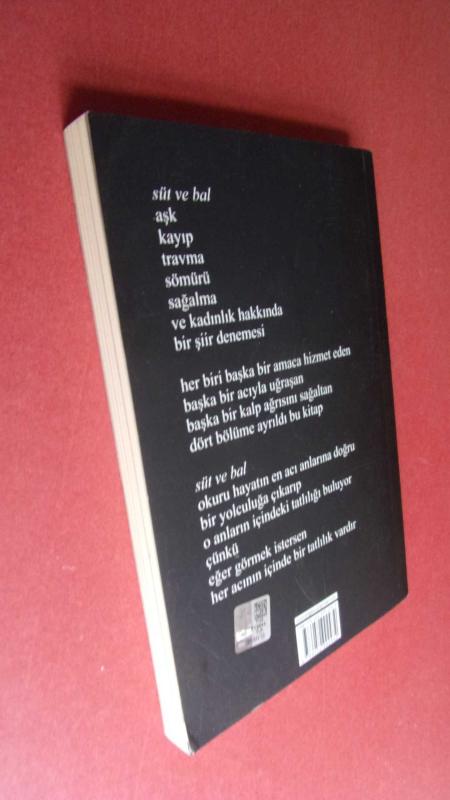 süt ve bal
aşk
kayıp
travma
sömürü
sağalma
ve kadınlık hakkında
bir şiir denemesi
her biri başka bir amaca hizmet eden
başka bir acıyla uğraşan
başka bir kalp ağrısını sağaltan
dört bölüme ayrıldı bu kitap
süt ve bal
okuru hayatın en acı anlarına doğru
bir yolculuğa çıkarıp
o anların içindeki tatlılığı buluyor
çünkü
eğer görmek istersen
her acının içinde bir tatlılık vardır